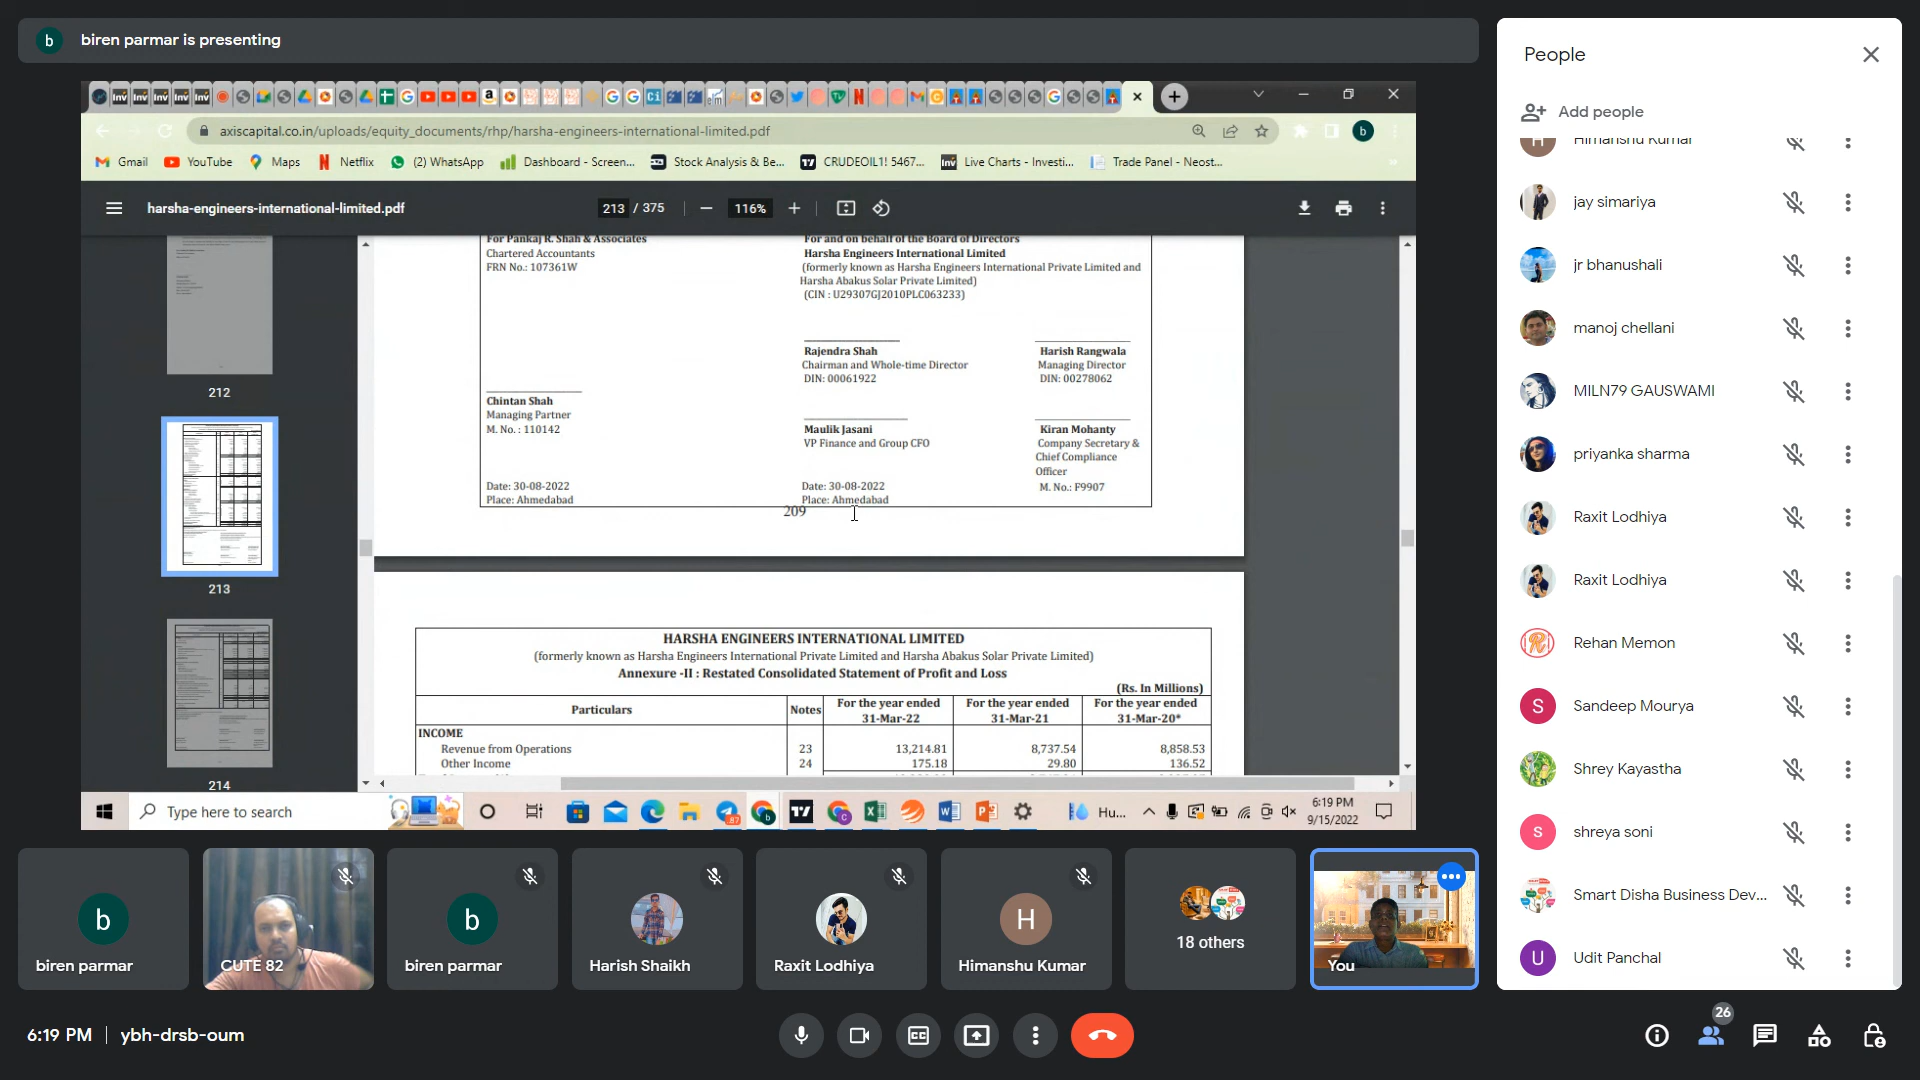 b biren parmar is presenting
axiscapital.co.in/uploads/equity_documents/rhp/harsha-engineers-international-limited.pdf
b
Gmail YouTube Maps Netflix (2) WhatsApp Dashboard - Screen... Stock Analysis & Be... CRUDEOIL1! 5467... Live Charts - Investi... Trade Panel - Neost...
harsha-engineers-international-limited.pdf
213 / 375
116%
212
213
214
For Pankaj R. Shah & Associates
Chartered Accountants
FRN No.: 107361W
For and on behalf of the Board of Directors
Harsha Engineers International Limited
(formerly known as Harsha Engineers International Private Limited and
Harsha Abakus Solar Private Limited)
(CIN : U29307GJ2010PLC063233)
Rajendra Shah
Chairman and Whole-time Director
DIN: 00061922
Harish Rangwala
Managing Director
DIN: 00278062
Chintan Shah
Managing Partner
M. No. : 110142
Maulik Jasani
VP Finance and Group CFO
Kiran Mohanty
Company Secretary &
Chief Compliance
Officer
M. No.: F9907
Date: 30-08-2022
Place: Ahmedabad
Date: 30-08-2022
Place: Ahmedabad
209
HARSHA ENGINEERS INTERNATIONAL LIMITED
(formerly known as Harsha Engineers International Private Limited and Harsha Abakus Solar Private Limited)
Annexure -II : Restated Consolidated Statement of Profit and Loss
(Rs. In Millions)
Particulars Notes For the year ended 31-Mar-22 For the year ended 31-Mar-21 For the year ended 31-Mar-20*
INCOME
Revenue from Operations 23 13,214.81 8,737.54 8,858.53
Other Income 24 175.18 29.80 136.52
Type here to search
Hu...
6:19 PM
9/15/2022
b
biren parmar
CUTE 82
b
biren parmar
Harish Shaikh
Raxit Lodhiya
H
Himanshu Kumar
18 others
You
6:19 PM ybh-drsb-oum
People
Add people
Himanshu Kumar
jay simariya
jr bhanushali
manoj chellani
MILN79 GAUSWAMI
priyanka sharma
Raxit Lodhiya
Raxit Lodhiya
Rehan Memon
S Sandeep Mourya
Shrey Kayastha
s shreya soni
Smart Disha Business Dev...
U Udit Panchal
26